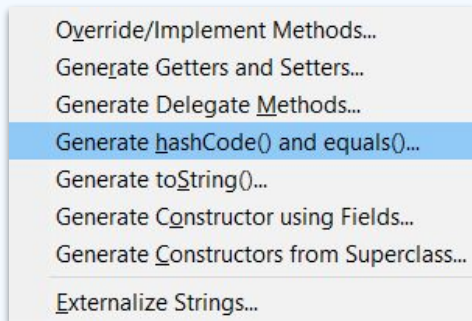 Override/Implement Methods...
Generate Getters and Setters...
Generate Delegate Methods...
Generate hashCode() and equals()...
Generate toString()...
Generate Constructor using Fields...
Generate Constructors from Superclass...
Externalize Strings...